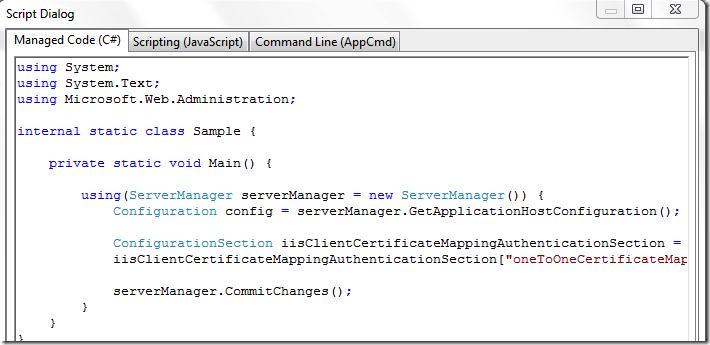 Script Dialog
Managed Code (C#) Scripting (JavaScript) Command Line (AppCmd)
using System;
using System.Text;
using Microsoft.Web.Administration;
internal static class Sample {
private static void Main() {
using(ServerManager serverManager = new ServerManager()) {
Configuration config = serverManager.GetApplicationHostConfiguration();
ConfigurationSection iisClientCertificateMappingAuthenticationSection =
iisClientCertificateMappingAuthenticationSection["oneToOneCertificateMap
serverManager.CommitChanges();
}
}
}